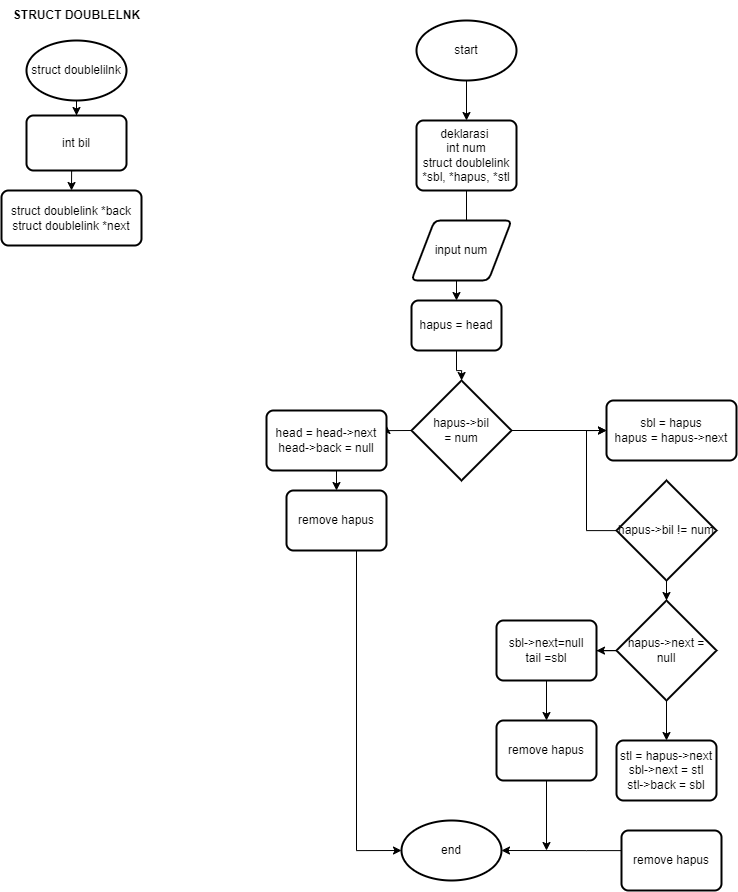 STRUCT DOUBLELNK
struct doublelilnk
int bil
struct doublelink *back
struct doublelink *next
start
deklarasi
int num
struct doublelink
*sbl, *hapus, *stl
input num
hapus = head
hapus->bil
= num
head = head->next
head->back = null
remove hapus
sbl = hapus
hapus = hapus->next
hapus->bil != num
hapus->next =
null
sbl->next=null
tail =sbl
remove hapus
stl = hapus->next
sbl->next = stl
stl->back = sbl
end
remove hapus